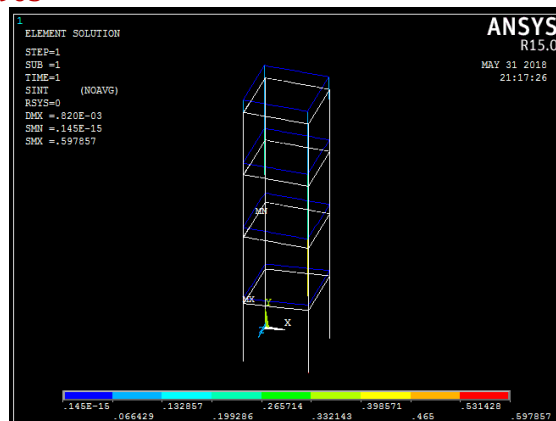 1
ELEMENT SOLUTION
ANSYS
R15.0
STEP=1
SUB =1
TIME=1
SINT (NOAVG)
RSYS=0
DMX =.820E-03
SMN =.145E-15
SMX =.597857
MAY 31 2018
21:17:26
MN
MX
Y
X
.145E-15 .132857 .265714 .398571 .531428
.066429 .199286 .332143 .465 .597857